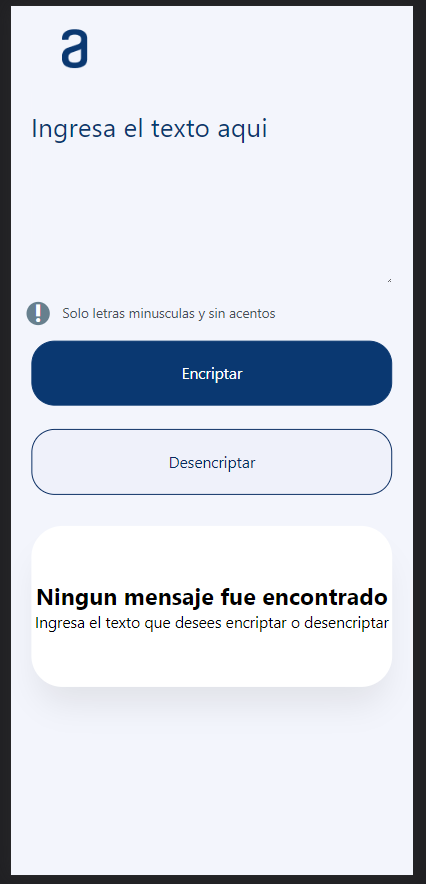 a
Ingresa el texto aqui
Solo letras minusculas y sin acentos
Encriptar
Desencriptar
Ningun mensaje fue encontrado
Ingresa el texto que desees encriptar o desencriptar